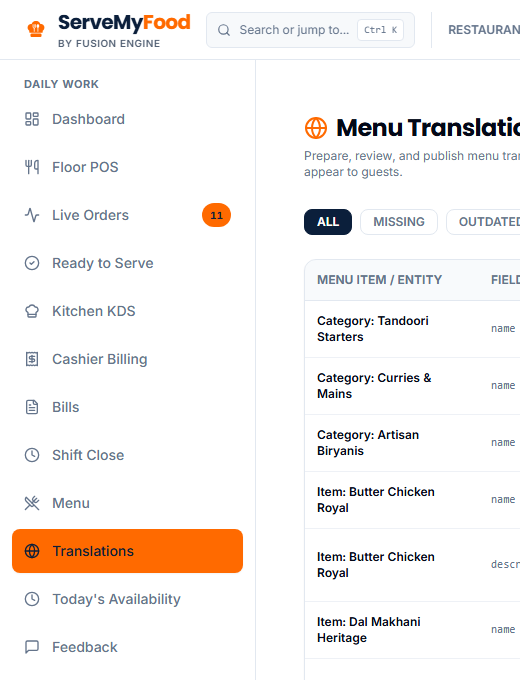 ServeMyFood
BY FUSION ENGINE
Search or jump to...
Ctrl K
RESTAURAN
DAILY WORK
Dashboard
Floor POS
Live Orders
11
Ready to Serve
Kitchen KDS
Cashier Billing
Bills
Shift Close
Menu
Translations
Today's Availability
Feedback
Menu Translatio
Prepare, review, and publish menu tran
appear to guests.
ALL
MISSING
OUTDATED
MENU ITEM / ENTITY
FIELD
Category: Tandoori
Starters
name
Category: Curries &
Mains
name
Category: Artisan
Biryanis
name
Item: Butter Chicken
Royal
name
Item: Butter Chicken
Royal
descr
Item: Dal Makhani
Heritage
name